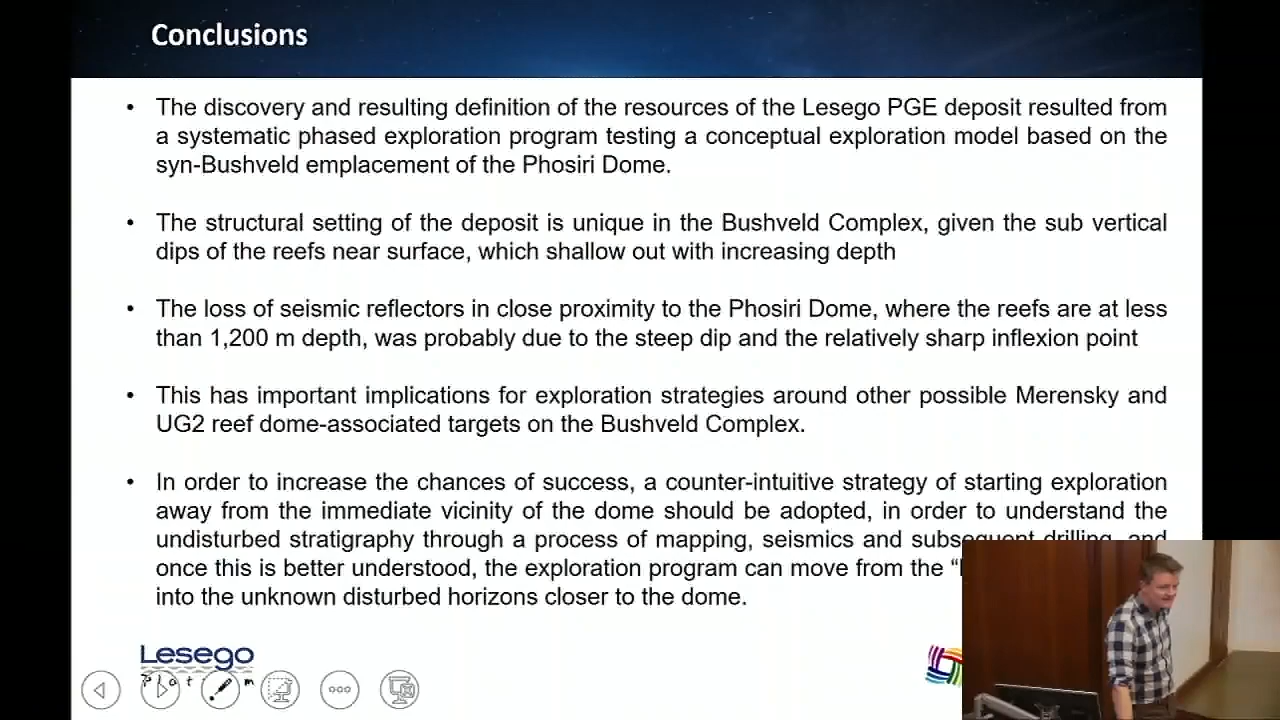 Conclusions
• The discovery and resulting definition of the resources of the Lesego PGE deposit resulted from
a systematic phased exploration program testing a conceptual exploration model based on the
syn-Bushveld emplacement of the Phosiri Dome.
• The structural setting of the deposit is unique in the Bushveld Complex, given the sub vertical
dips of the reefs near surface, which shallow out with increasing depth
• The loss of seismic reflectors in close proximity to the Phosiri Dome, where the reefs are at less
than 1,200 m depth, was probably due to the steep dip and the relatively sharp inflexion point
• This has important implications for exploration strategies around other possible Merensky and
UG2 reef dome-associated targets on the Bushveld Complex.
• In order to increase the chances of success, a counter-intuitive strategy of starting exploration
away from the immediate vicinity of the dome should be adopted, in order to understand the
undisturbed stratigraphy through a process of mapping, seismics and subsequent drilling, and
once this is better understood, the exploration program can move from the
into the unknown disturbed horizons closer to the dome.
Lesego